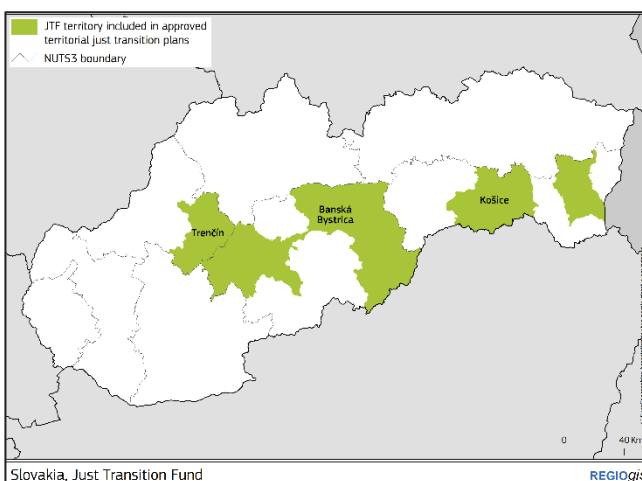 JTF territory included in approved
territorial just transition plans
NUTS3 boundary
Banská
Bystrica
Košice
Trenčín
0 40 Km
Slovakia, Just Transition Fund
REGIOgis